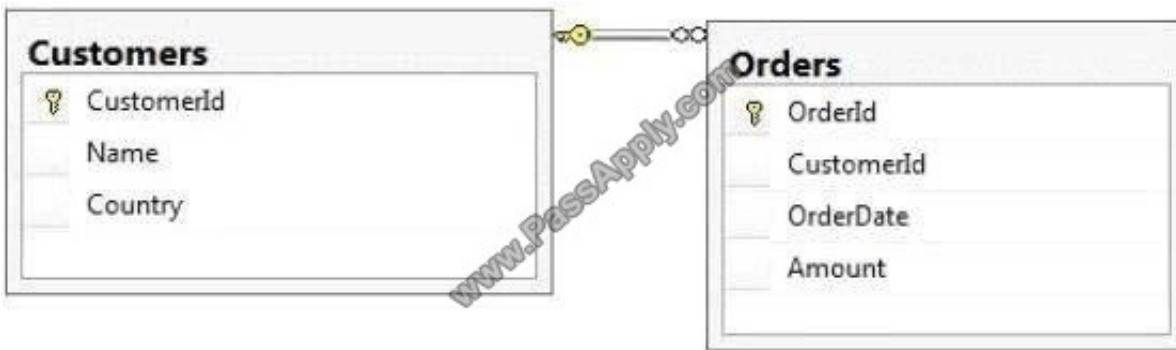 Customers
CustomerId
Name
Country
Orders
OrderId
CustomerId
OrderDate
Amount
www.PassApply.com